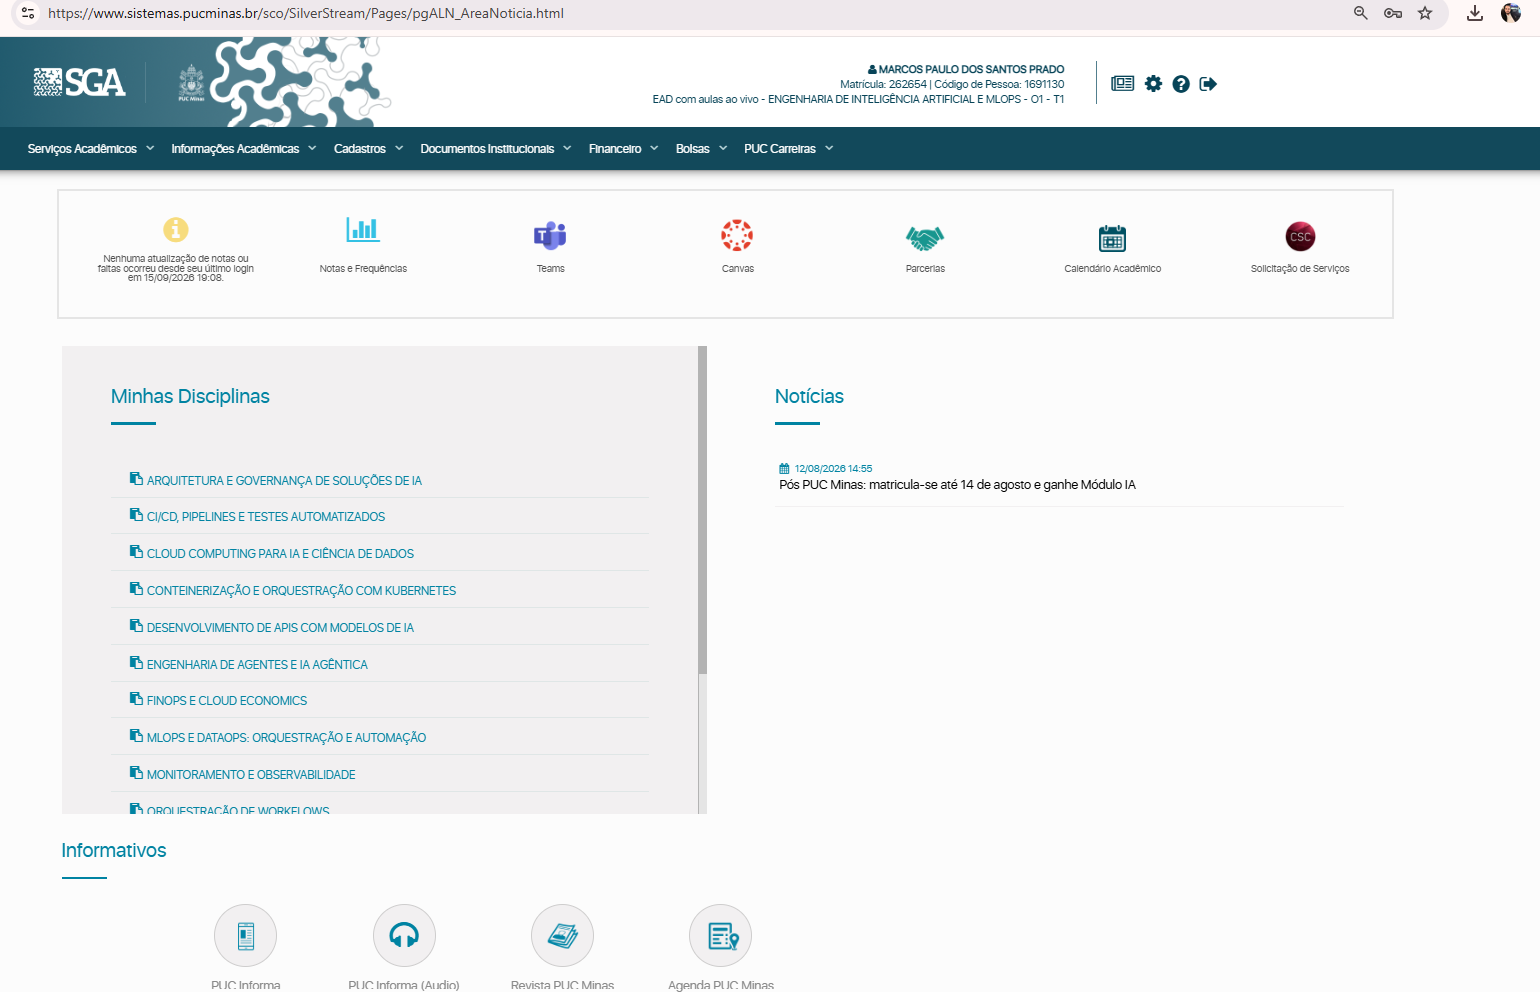 https://www.sistemas.pucminas.br/sco/SilverStream/Pages/pgALN_AreaNoticia.html
SGA
PUC Minas
MARCOS PAULO DOS SANTOS PRADO
Matrícula: 262654 | Código de Pessoa: 1691130
EAD com aulas ao vivo - ENGENHARIA DE INTELIGÊNCIA ARTIFICIAL E MLOPS - O1 - T1
Serviços Acadêmicos
Informações Acadêmicas
Cadastros
Documentos Institucionais
Financeiro
Bolsas
PUC Carreiras
Nenhuma atualização de notas ou
faltas ocorreu desde seu último login
em 15/09/2026 19:08.
Notas e Frequências
Teams
Canvas
Parcerias
Calendário Acadêmico
CSC
Solicitação de Serviços
Minhas Disciplinas
ARQUITETURA E GOVERNANÇA DE SOLUÇÕES DE IA
CI/CD, PIPELINES E TESTES AUTOMATIZADOS
CLOUD COMPUTING PARA IA E CIÊNCIA DE DADOS
CONTEINERIZAÇÃO E ORQUESTRAÇÃO COM KUBERNETES
DESENVOLVIMENTO DE APIS COM MODELOS DE IA
ENGENHARIA DE AGENTES E IA AGÊNTICA
FINOPS E CLOUD ECONOMICS
MLOPS E DATAOPS: ORQUESTRAÇÃO E AUTOMAÇÃO
MONITORAMENTO E OBSERVABILIDADE
ORQUESTRAÇÃO DE WORKFLOWS
Notícias
12/08/2026 14:55
Pós PUC Minas: matricula-se até 14 de agosto e ganhe Módulo IA
Informativos
PUC Informa
PUC Informa (Audio)
Revista PUC Minas
Agenda PUC Minas